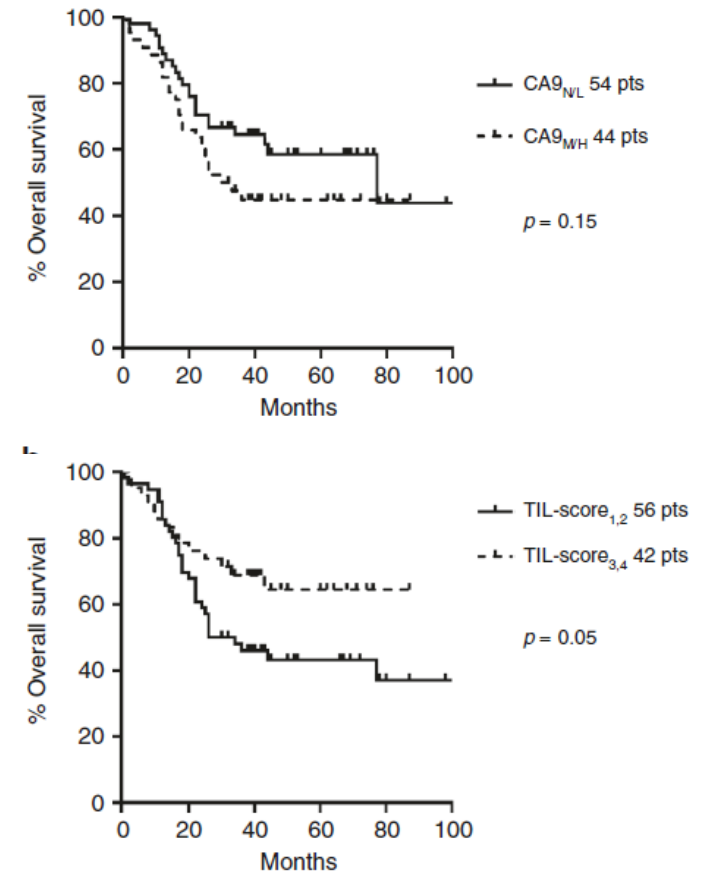 100
80
60
40
20
0
% Overall survival
0 20 40 60 80 100
Months
CA9N/L 54 pts
CA9M/H 44 pts
p = 0.15
100
80
60
40
20
0
% Overall survival
0 20 40 60 80 100
Months
TIL-score1,2 56 pts
TIL-score3,4 42 pts
p = 0.05